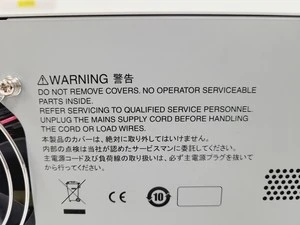 ⚠WARNING 警告
DO NOT REMOVE COVERS. NO OPERATOR SERVICEABLE
PARTS INSIDE.
REFER SERVICING TO QUALIFIED SERVICE PERSONNEL.
UNPLUG THE MAINS SUPPLY CORD BEFORE HANDLING
THE CORD OR LOAD WIRES.
本製品のカバーは、絶対に取り外してはいけません。
内部の点検は当社が認めたサービスマンに委託してください。
主電源コード及び負荷線の取り扱いは、必ず主電源プラグを抜いて
から行ってください。
CE 10